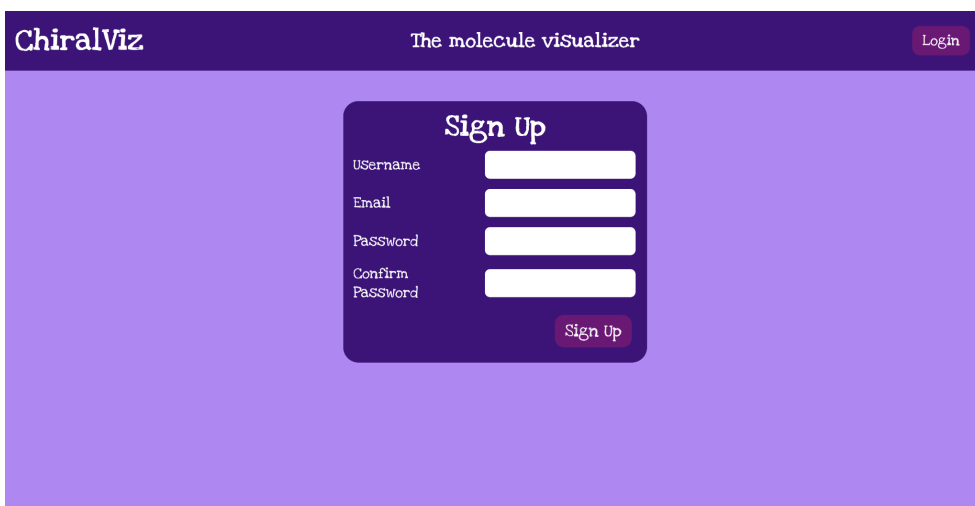 ChiralViz
The molecule visualizer
Login
Sign Up
Username
Email
Password
Confirm
Password
Sign Up